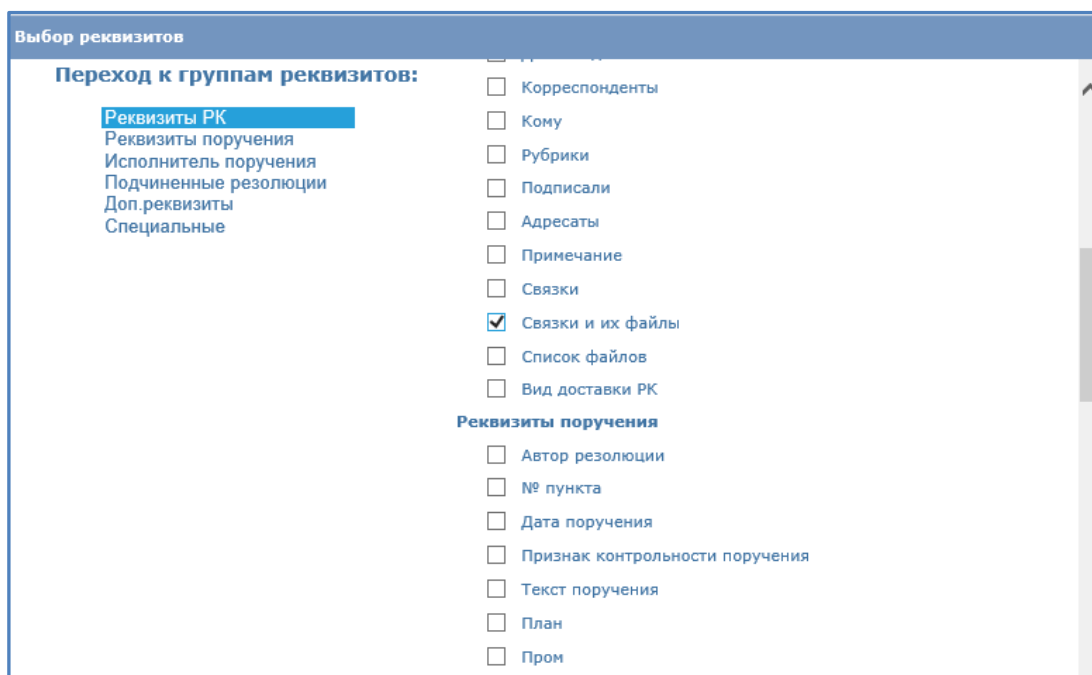 Выбор реквизитов
Переход к группам реквизитов:
Реквизиты РК
Реквизиты поручения
Исполнитель поручения
Подчиненные резолюции
Доп.реквизиты
Специальные
Корреспонденты
Кому
Рубрики
Подписали
Адресаты
Примечание
Связки
Связки и их файлы
Список файлов
Вид доставки РК
Реквизиты поручения
Автор резолюции
№ пункта
Дата поручения
Признак контрольности поручения
Текст поручения
План
Пром